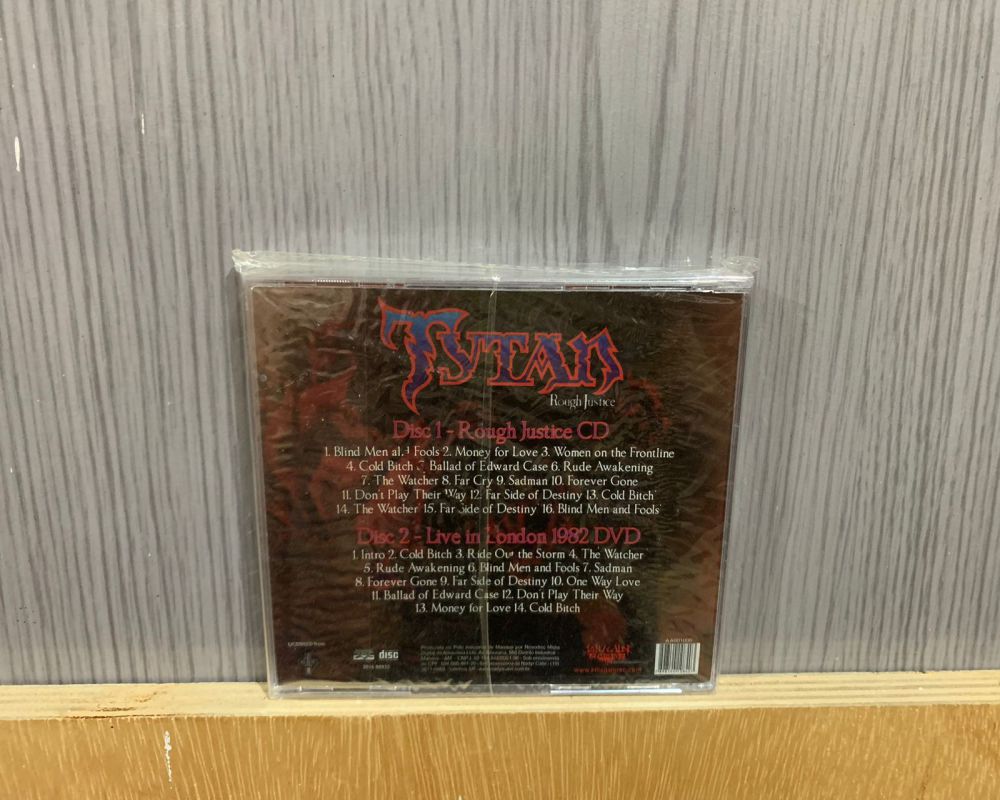 TYTAN
Rough Justice
Disc 1 - Rough Justice CD
1. Blind Men and Fools 2. Money for Love 3. Women on the Frontline
4. Cold Bitch 5. Ballad of Edward Case 6. Rude Awakening
7. The Watcher 8. Far Cry 9. Sadman 10. Forever Gone
11. Don't Play Their Way 12. Far Side of Destiny 13. Cold Bitch*
14. The Watcher* 15. Far Side of Destiny* 16. Blind Men and Fools*
Disc 2 - Live in London 1982 DVD
1. Intro 2. Cold Bitch 3. Ride Out the Storm 4. The Watcher
5. Rude Awakening 6. Blind Men and Fools 7. Sadman
8. Forever Gone 9. Far Side of Destiny 10. One Way Love
11. Ballad of Edward Case 12. Don't Play Their Way
13. Money for Love 14. Cold Bitch
disc